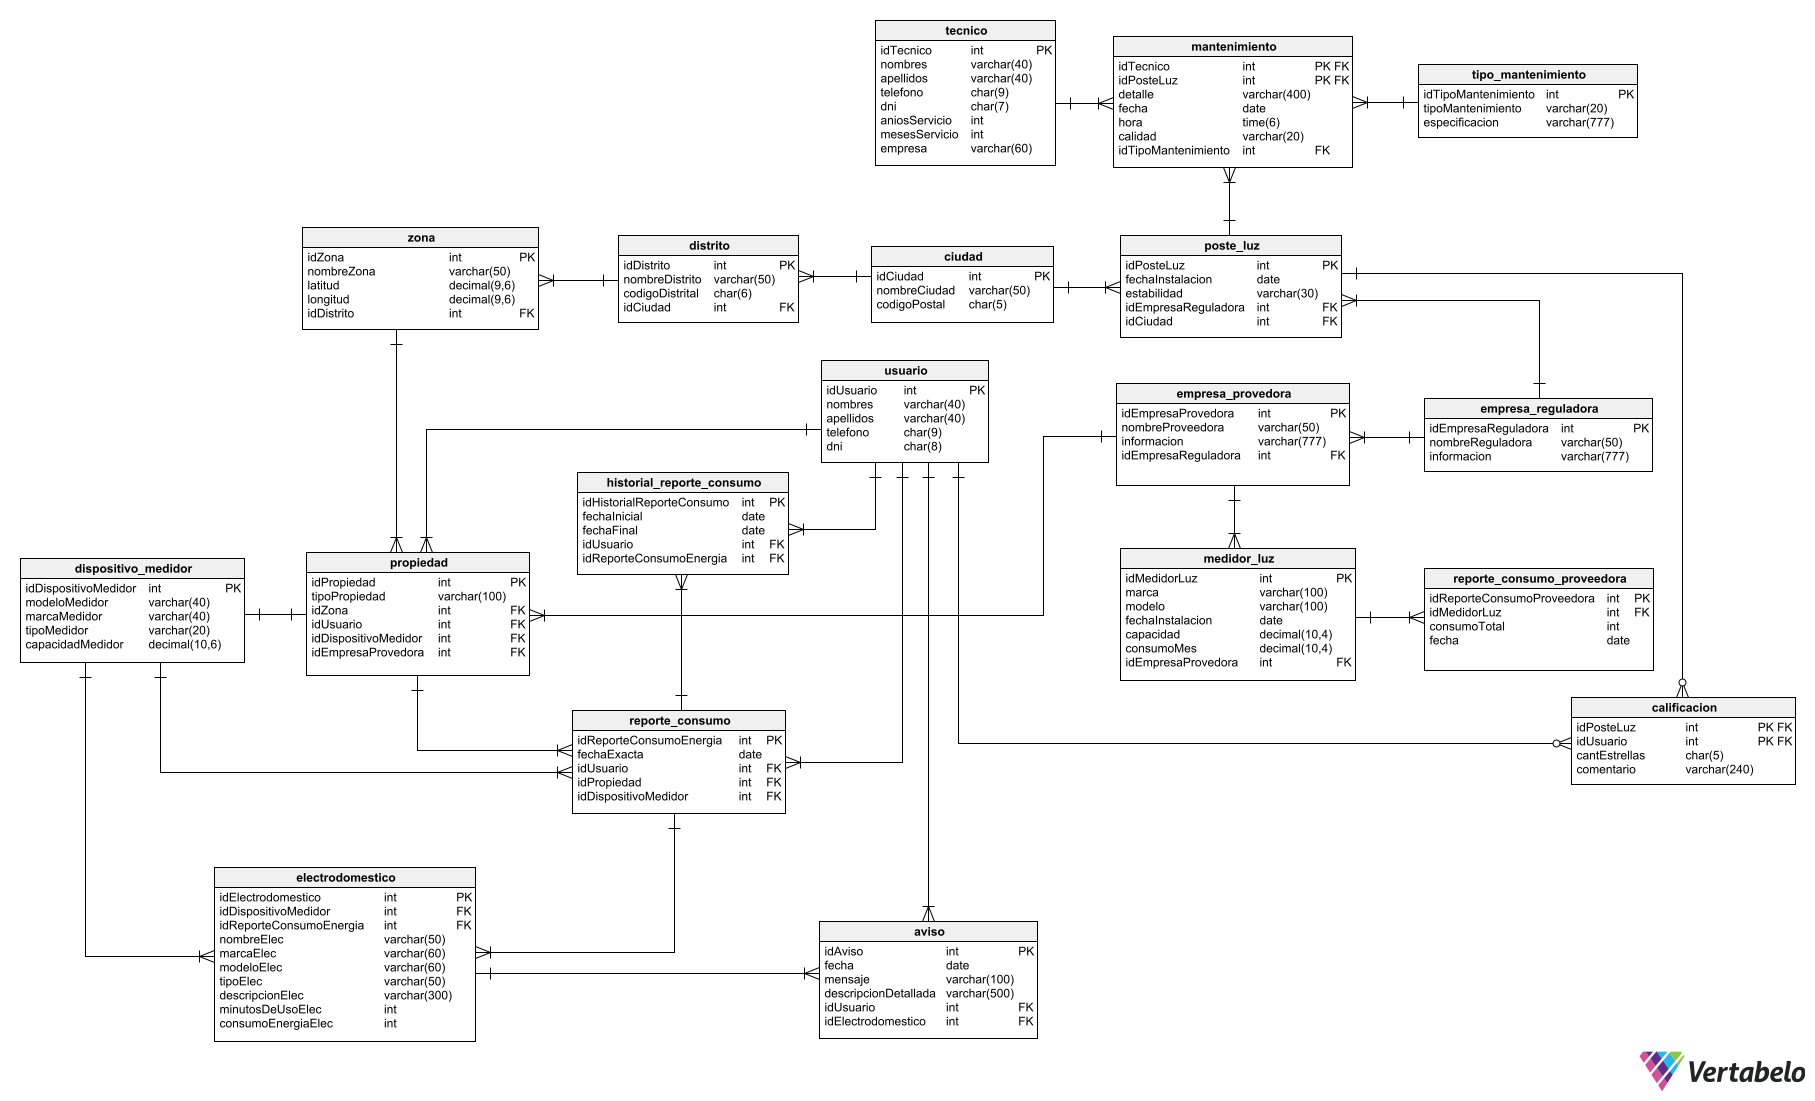 tecnico
idTecnico int PK
nombres varchar(40)
apellidos varchar(40)
telefono char(9)
dni char(7)
aniosServicio int
mesesServicio int
empresa varchar(60)
mantenimiento
idTecnico int PK FK
idPosteLuz int PK FK
detalle varchar(400)
fecha date
hora time(6)
calidad varchar(20)
idTipoMantenimiento int FK
tipo_mantenimiento
idTipoMantenimiento int PK
tipoMantenimiento varchar(20)
especificacion varchar(777)
zona
idZona int PK
nombreZona varchar(50)
latitud decimal(9,6)
longitud decimal(9,6)
idDistrito int FK
distrito
idDistrito int PK
nombreDistrito varchar(50)
codigoDistrital char(6)
idCiudad int FK
ciudad
idCiudad int PK
nombreCiudad varchar(50)
codigoPostal char(5)
poste_luz
idPosteLuz int PK
fechaInstalacion date
estabilidad varchar(30)
idEmpresaReguladora int FK
idCiudad int FK
usuario
idUsuario int PK
nombres varchar(40)
apellidos varchar(40)
telefono char(9)
dni char(8)
empresa_provedora
idEmpresaProvedora int PK
nombreProveedora varchar(50)
informacion varchar(777)
idEmpresaReguladora int FK
empresa_reguladora
idEmpresaReguladora int PK
nombreReguladora varchar(50)
informacion varchar(777)
historial_reporte_consumo
idHistorialReporteConsumo int PK
fechaInicial date
fechaFinal date
idUsuario int FK
idReporteConsumoEnergia int FK
dispositivo_medidor
idDispositivoMedidor int PK
modeloMedidor varchar(40)
marcaMedidor varchar(40)
tipoMedidor varchar(20)
capacidadMedidor decimal(10,6)
propiedad
idPropiedad int PK
tipoPropiedad varchar(100)
idZona int FK
idUsuario int FK
idDispositivoMedidor int FK
idEmpresaProvedora int FK
medidor_luz
idMedidorLuz int PK
marca varchar(100)
modelo varchar(100)
fechaInstalacion date
capacidad decimal(10,4)
consumoMes decimal(10,4)
idEmpresaProvedora int FK
reporte_consumo_proveedora
idReporteConsumoProveedora int PK
idMedidorLuz int FK
consumoTotal int
fecha date
reporte_consumo
idReporteConsumoEnergia int PK
fechaExacta date
idUsuario int FK
idPropiedad int FK
idDispositivoMedidor int FK
calificacion
idPosteLuz int PK FK
idUsuario int PK FK
cantEstrellas char(5)
comentario varchar(240)
electrodomestico
idElectrodomestico int PK
idDispositivoMedidor int FK
idReporteConsumoEnergia int FK
nombreElec varchar(50)
marcaElec varchar(60)
modeloElec varchar(60)
tipoElec varchar(50)
descripcionElec varchar(300)
minutosDeUsoElec int
consumoEnergiaElec int
aviso
idAviso int PK
fecha date
mensaje varchar(100)
descripcionDetallada varchar(500)
idUsuario int FK
idElectrodomestico int FK
Vertabelo